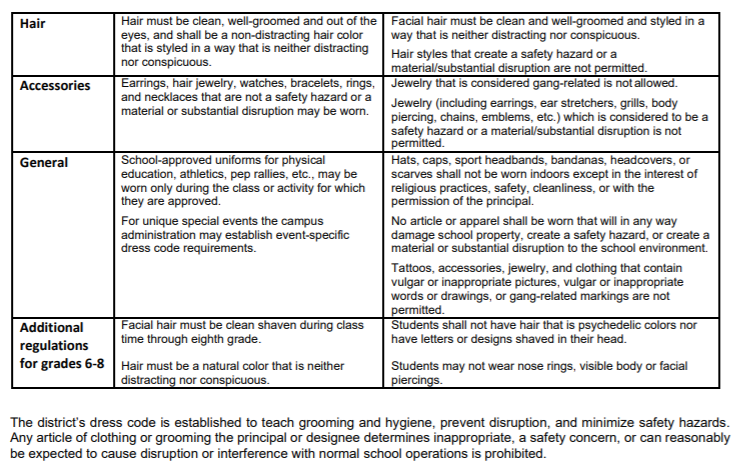 Hair
Hair must be clean, well-groomed and out of the
eyes, and shall be a non-distracting hair color
that is styled in a way that is neither distracting
nor conspicuous.
Facial hair must be clean and well-groomed and styled in a
way that is neither distracting nor conspicuous.
Hair styles that create a safety hazard or a
material/substantial disruption are not permitted.
Accessories
Earrings, hair jewelry, watches, bracelets, rings,
and necklaces that are not a safety hazard or a
material or substantial disruption may be worn.
Jewelry that is considered gang-related is not allowed.
Jewelry (including earrings, ear stretchers, grills, body
piercing, chains, emblems, etc.) which is considered to be a
safety hazard or a material/substantial disruption is not
permitted.
General
School-approved uniforms for physical
education, athletics, pep rallies, etc., may be
worn only during the class or activity for which
they are approved.
For unique special events the campus
administration may establish event-specific
dress code requirements.
Hats, caps, sport headbands, bandanas, headcovers, or
scarves shall not be worn indoors except in the interest of
religious practices, safety, cleanliness, or with the
permission of the principal.
No article or apparel shall be worn that will in any way
damage school property, create a safety hazard, or create a
material or substantial disruption to the school environment.
Tattoos, accessories, jewelry, and clothing that contain
vulgar or inappropriate pictures, vulgar or inappropriate
words or drawings, or gang-related markings are not
permitted.
Additional
regulations
for grades 6-8
Facial hair must be clean shaven during class
time through eighth grade.
Hair must be a natural color that is neither
distracting nor conspicuous.
Students shall not have hair that is psychedelic colors nor
have letters or designs shaved in their head.
Students may not wear nose rings, visible body or facial
piercings.
The district's dress code is established to teach grooming and hygiene, prevent disruption, and minimize safety hazards.
Any article of clothing or grooming the principal or designee determines inappropriate, a safety concern, or can reasonably
be expected to cause disruption or interference with normal school operations is prohibited.